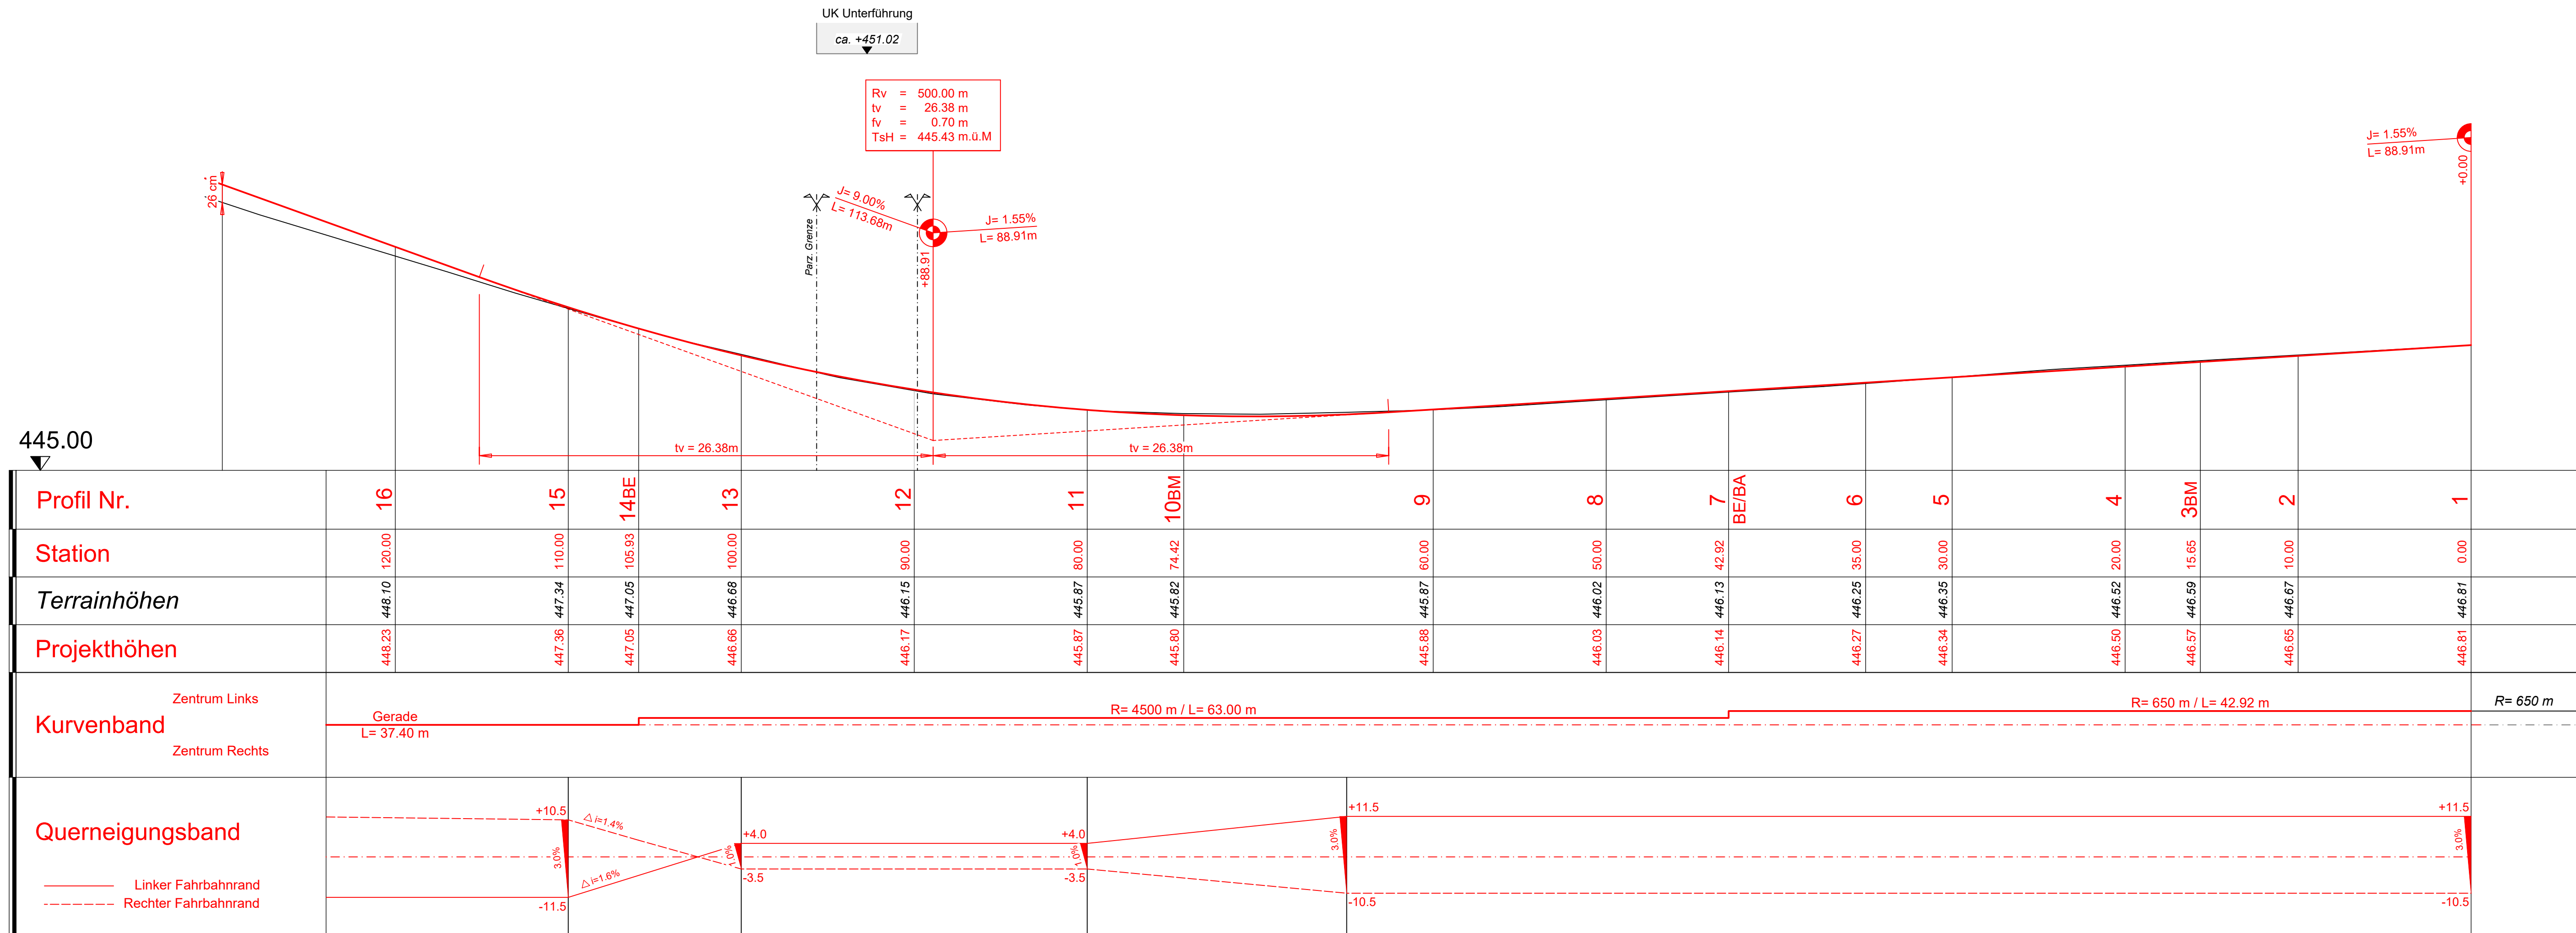 UK Unterführung
ca. +451.02
Rv = 500.00 m
tv = 26.38 m
fv = 0.70 m
TsH = 445.43 m.ü.M
J= 1.55%
L= 88.91m
+0.00
26 cm
J= 9.00%
L= 113.68m
J= 1.55%
L= 88.91m
Parz. Grenze
+88.91
tv = 26.38m
tv = 26.38m
445.00
Profil Nr. 16 15 14BE 13 12 11 10BM 9 8 7 BE/BA 6 5 4 3BM 2 1
Station 120.00 110.00 105.93 100.00 90.00 80.00 74.42 60.00 50.00 42.92 35.00 30.00 20.00 15.65 10.00 0.00
Terrainhöhen 448.10 447.34 447.05 446.68 446.15 445.87 445.82 445.87 446.02 446.13 446.25 446.35 446.52 446.59 446.67 446.81
Projekthöhen 448.23 447.36 447.05 446.66 446.17 445.87 445.80 445.88 446.03 446.14 446.27 446.34 446.50 446.57 446.65 446.81
Kurvenband
Zentrum Links
Zentrum Rechts
Gerade
L= 37.40 m
R= 4500 m / L= 63.00 m
R= 650 m / L= 42.92 m
R= 650 m
Querneigungsband
Linker Fahrbahnrand
Rechter Fahrbahnrand
+10.5
3.0%
-11.5
△ i=1.4%
△ i=1.6%
+4.0
1.0%
-3.5
+4.0
1.0%
-3.5
+11.5
3.0%
-10.5
+11.5
3.0%
-10.5